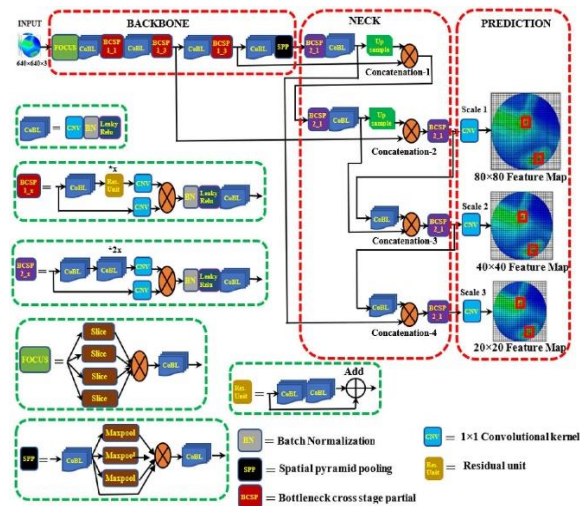 BACKBONE
NECK
PREDICTION
INPUT
640×640×3
FOCUS
CoBL
BCSP
1_1
CoBL
BCSP
1_2
CoBL
BCSP
1_3
CoBL
SPP
BCSP
2_1
CoBL
Up
sample
Concatenation-1
BCSP
2_1
CoBL
Up
sample
BCSP
2_1
Concatenation-2
Scale 1
CNV
80×80 Feature Map
CoBL
BCSP
2_1
Concatenation-3
Scale 2
CNV
40×40 Feature Map
CoBL
BCSP
2_1
Concatenation-4
Scale 3
CNV
20×20 Feature Map
CoBL
=
CNV
BN
Leaky
Relu
BCSP
1_x
=
CoBL
*x
Res.
Unit
CNV
CNV
BN
Leaky
Relu
CoBL
BCSP
2_x
=
CoBL
*2x
CoBL
CNV
CNV
BN
Leaky
Relu
CoBL
FOCUS
=
Slice
Slice
Slice
Slice
CoBL
Res.
Unit
=
CoBL
CoBL
Add
SPP
=
CoBL
Maxpool
Maxpool
Maxpool
CoBL
BN = Batch Normalization
SPP = Spatial pyramid pooling
BCSP = Bottleneck cross stage partial
CNV = 1×1 Convolutional kernel
Res.
Unit = Residual unit